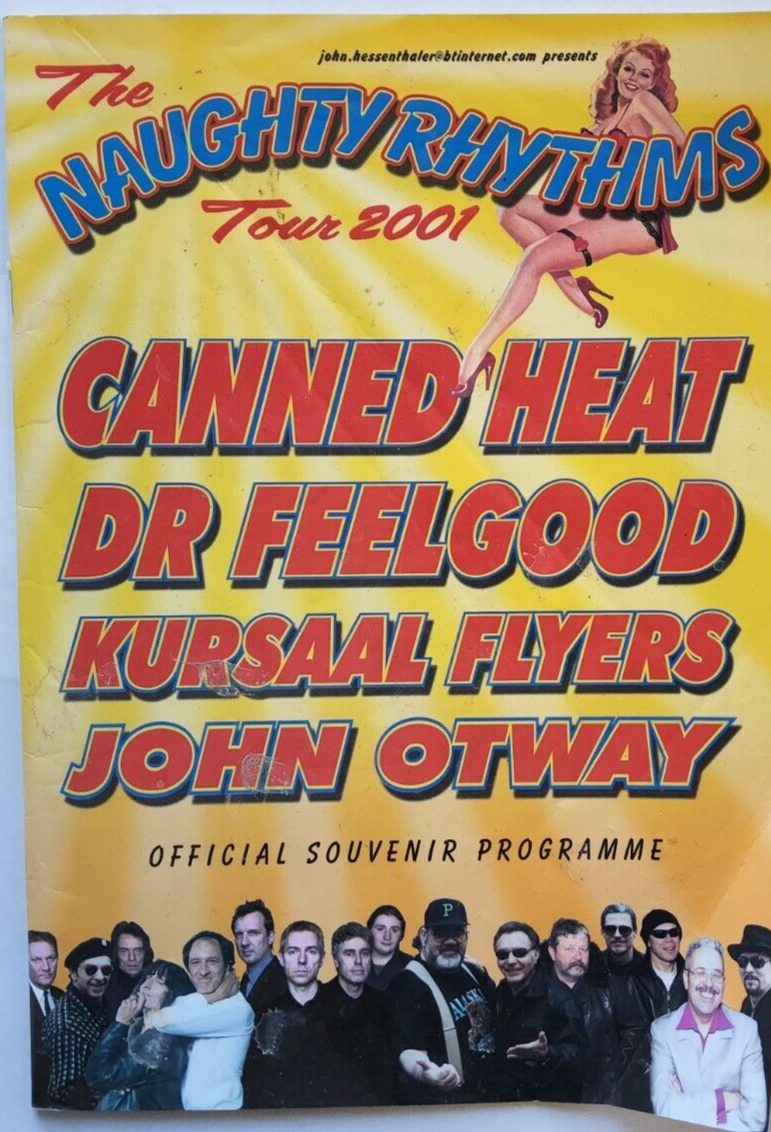 john.hessenthaler@btinternet.com presents
The
NAUGHTY RHYTHMS
Tour 2001
CANNED HEAT
DR FEELGOOD
KURSAAL FLYERS
JOHN OTWAY
OFFICIAL SOUVENIR PROGRAMME
P
ALASKA